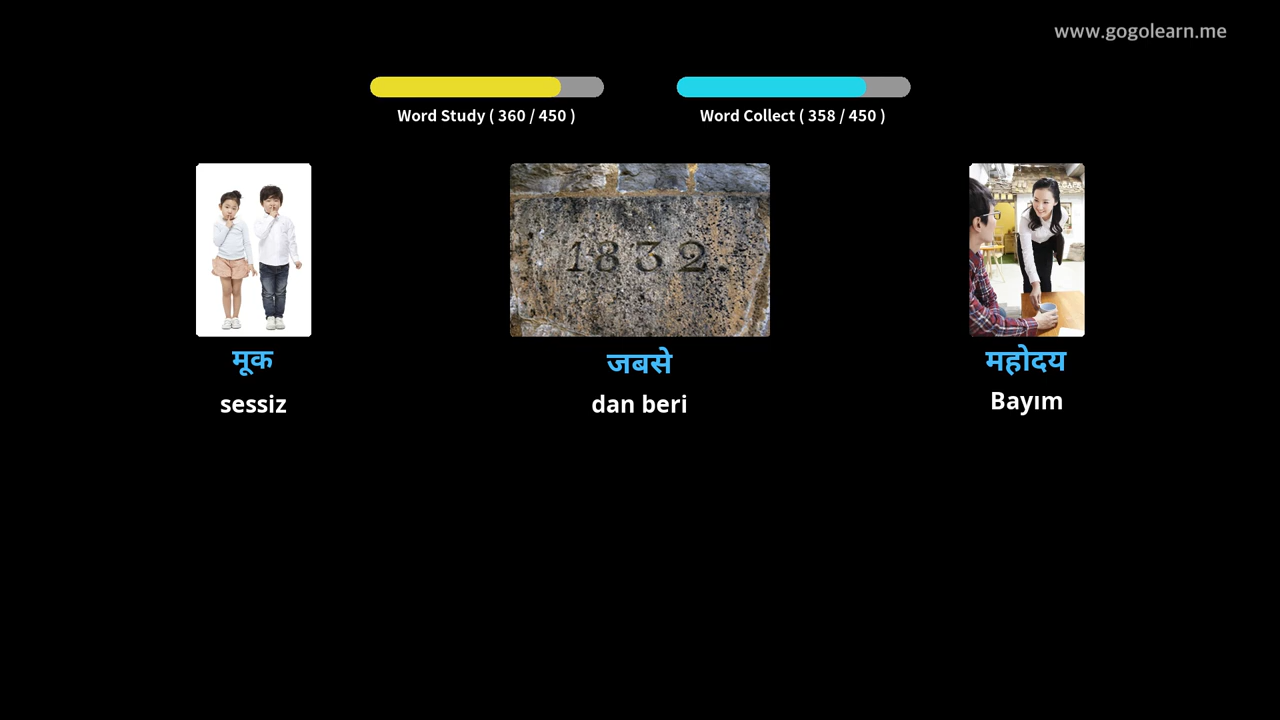 www.gogolearn.me
Word Study ( 360 / 450 )
Word Collect ( 358 / 450 )
1832.
मूक
जबसे
महोदय
sessiz
dan beri
Bayım